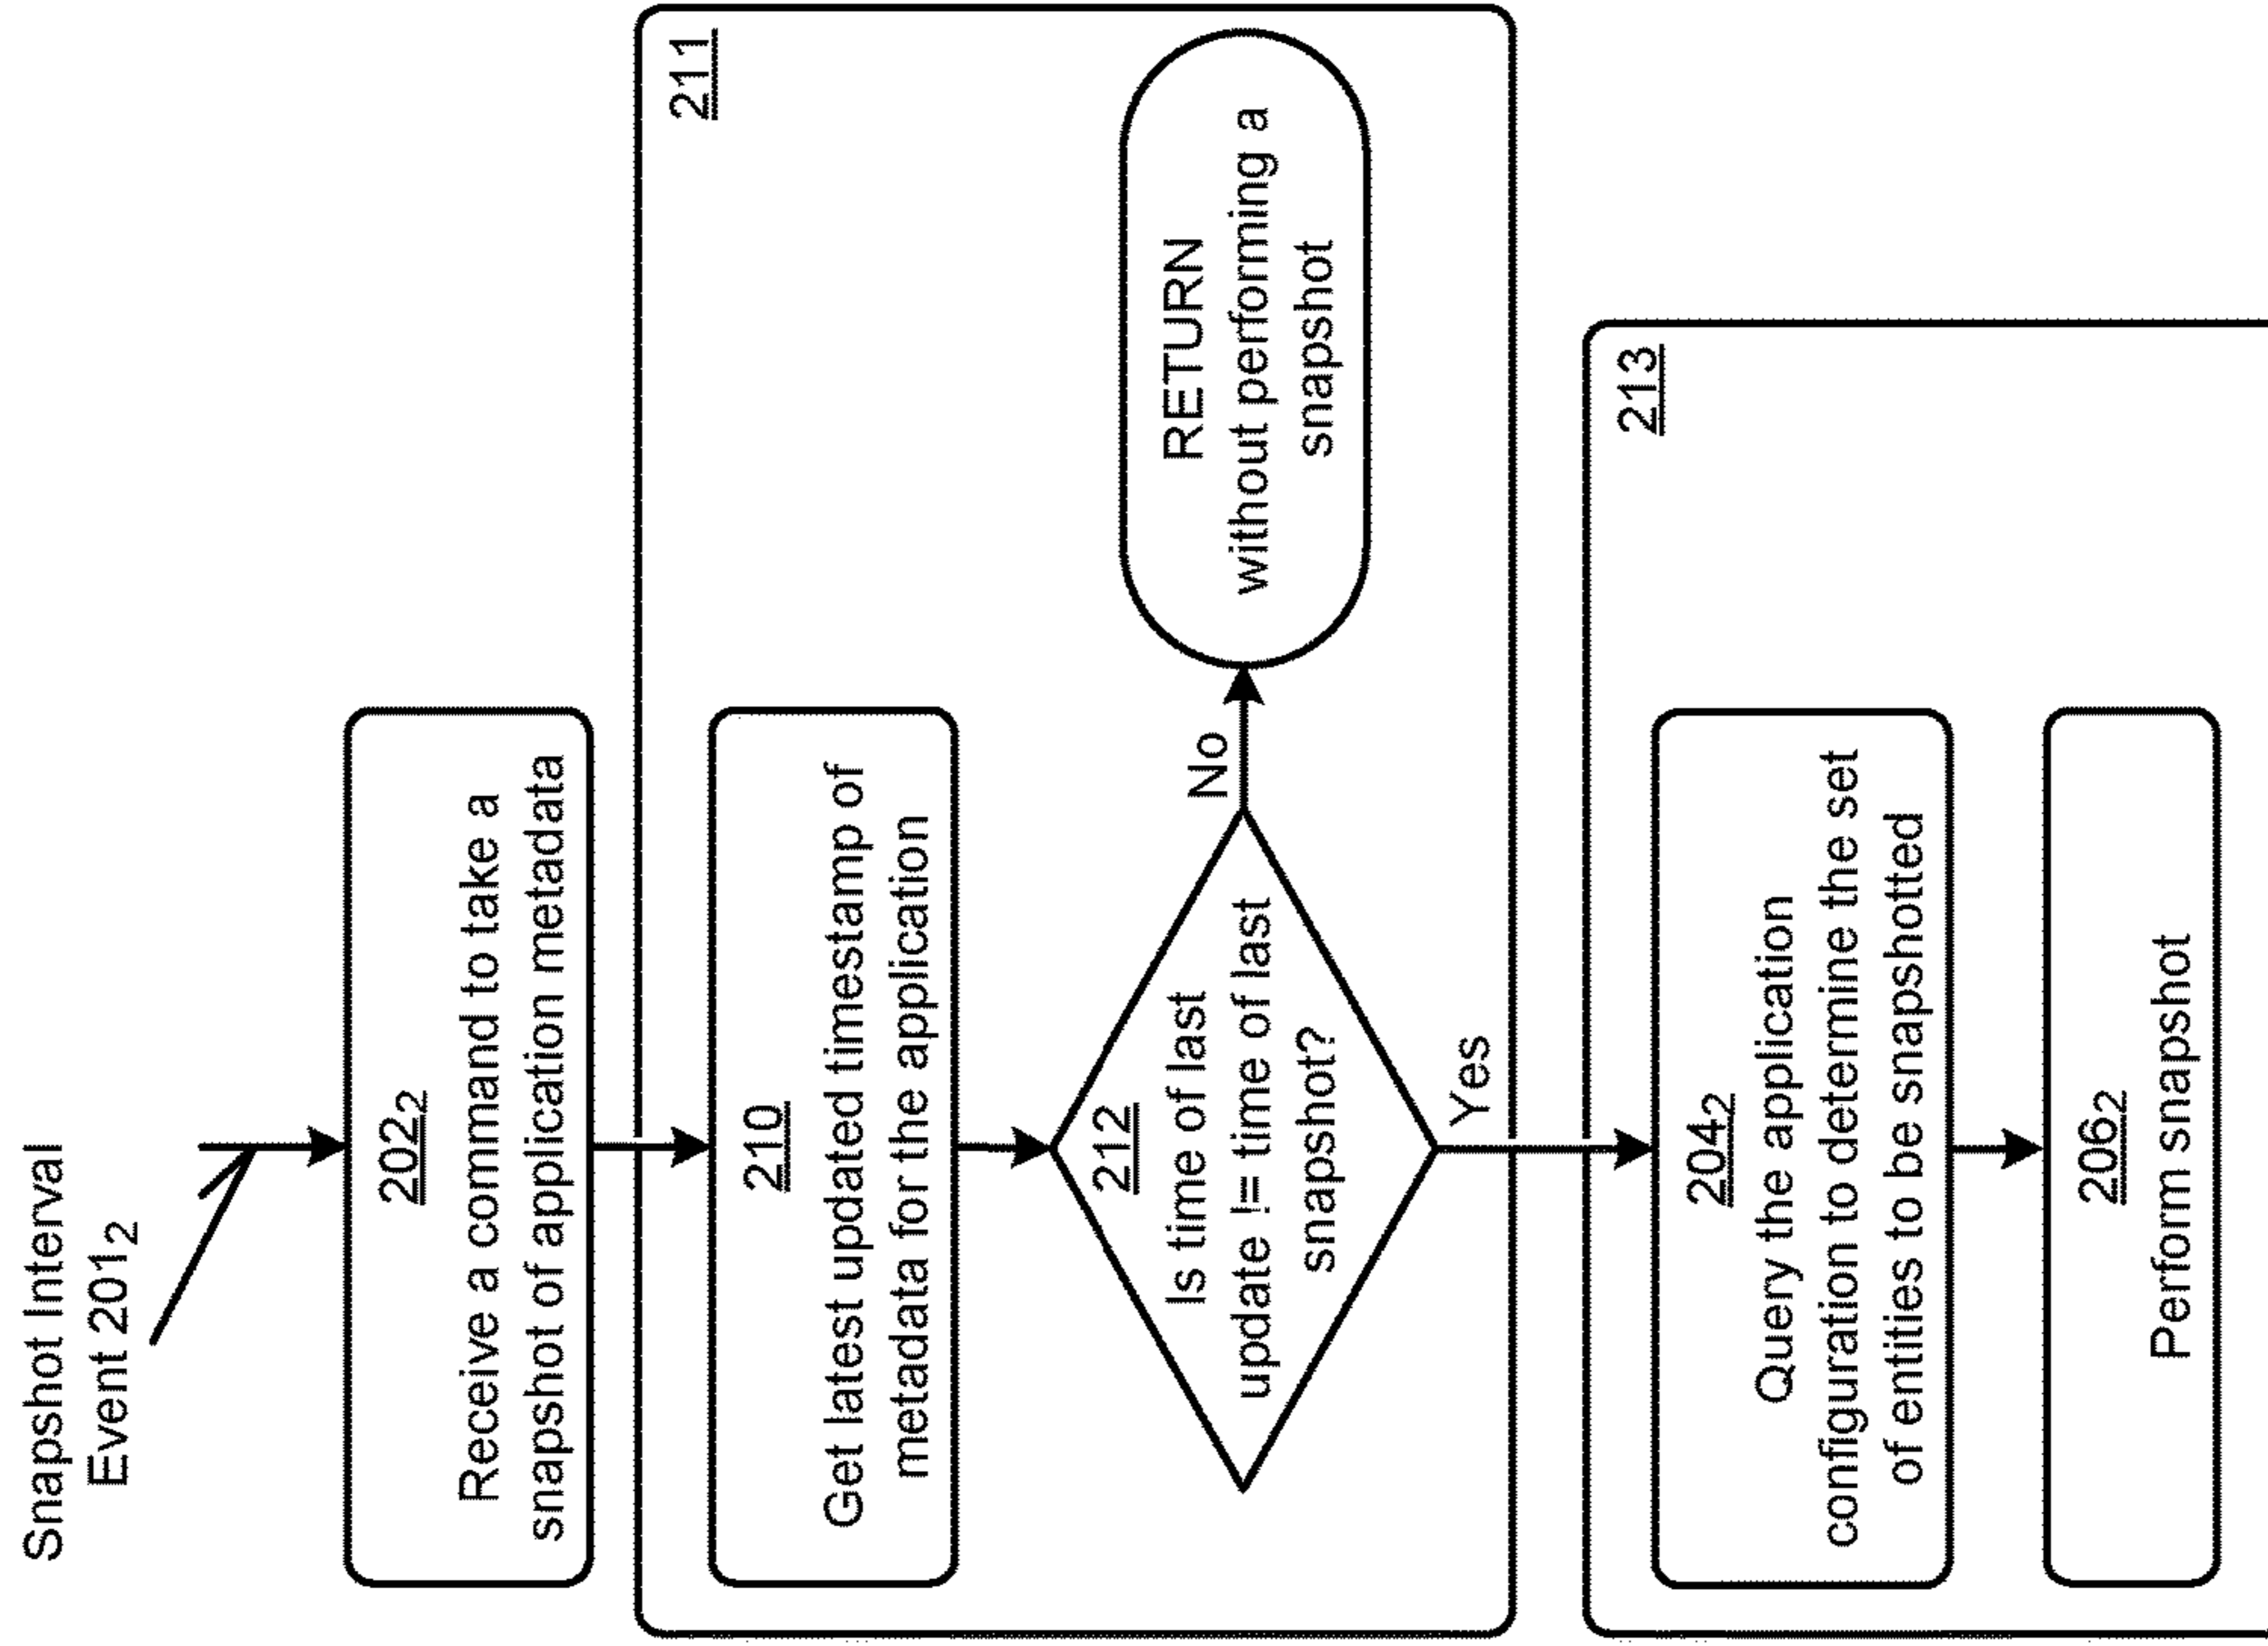 Snapshot Interval
Event 201₂
202₂
Receive a command to take a
snapshot of application metadata
211
210
Get latest updated timestamp of
metadata for the application
212
Is time of last
update != time of last
snapshot?
No
RETURN
without performing a
snapshot
Yes
213
204₂
Query the application
configuration to determine the set
of entities to be snapshotted
206₂
Perform snapshot